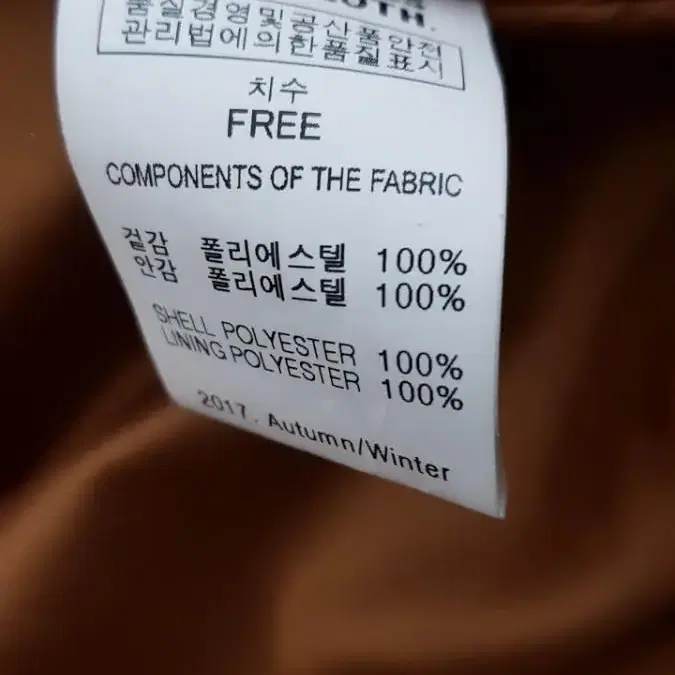 품질경영및공산품안전
관리법에의한품질표시
치수
FREE
COMPONENTS OF THE FABRIC
겉감 폴리에스텔 100%
안감 폴리에스텔 100%
SHELL POLYESTER 100%
LINING POLYESTER 100%
2017. Autumn/Winter